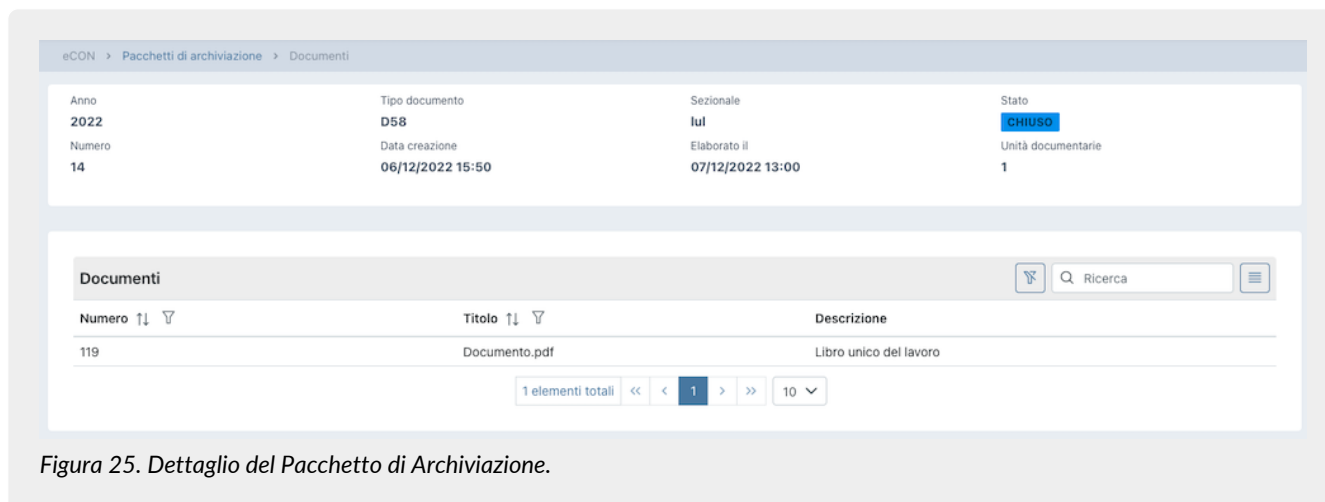 eCON > Pacchetti di archiviazione > Documenti
Anno Tipo documento Sezionale Stato
2022 D58 lul CHIUSO
Numero Data creazione Elaborato il Unità documentarie
14 06/12/2022 15:50 07/12/2022 13:00 1
Documenti Ricerca
Numero Titolo Descrizione
119 Documento.pdf Libro unico del lavoro
1 elementi totali << < 1 > >> 10
Figura 25. Dettaglio del Pacchetto di Archiviazione.